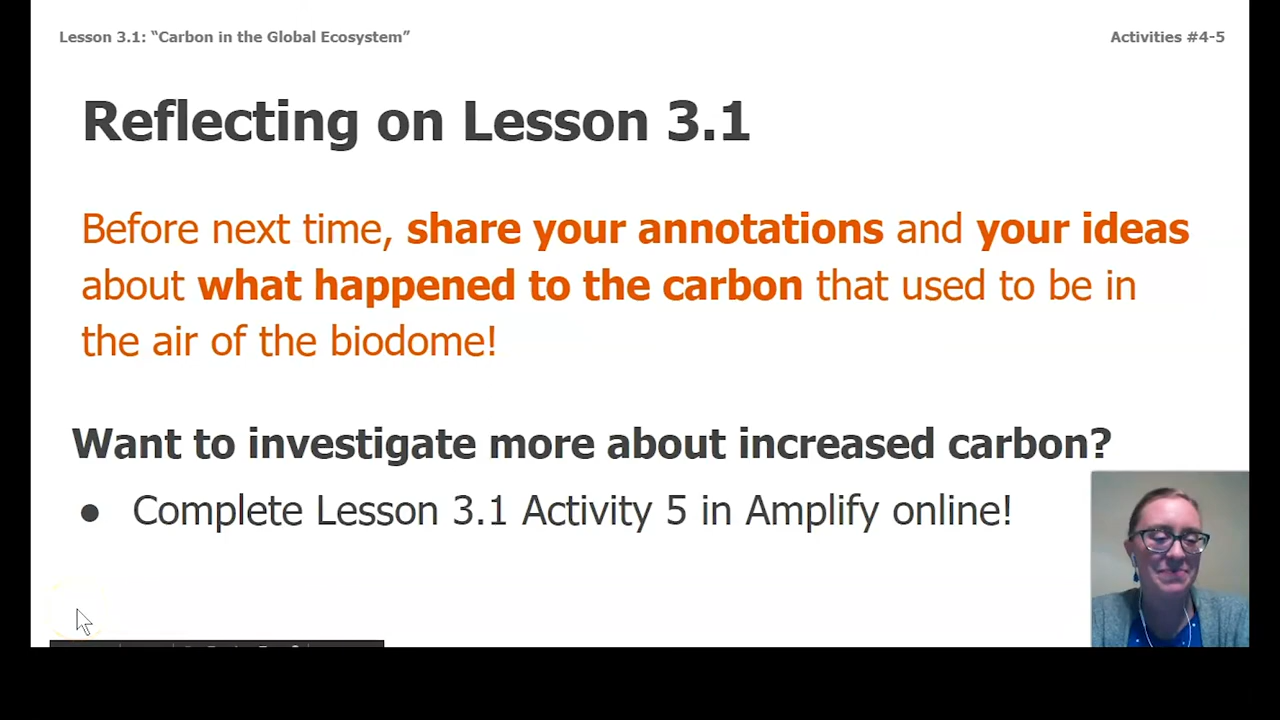 Lesson 3.1: “Carbon in the Global Ecosystem”
Activities #4-5
Reflecting on Lesson 3.1
Before next time, share your annotations and your ideas
about what happened to the carbon that used to be in
the air of the biodome!
Want to investigate more about increased carbon?
● Complete Lesson 3.1 Activity 5 in Amplify online!